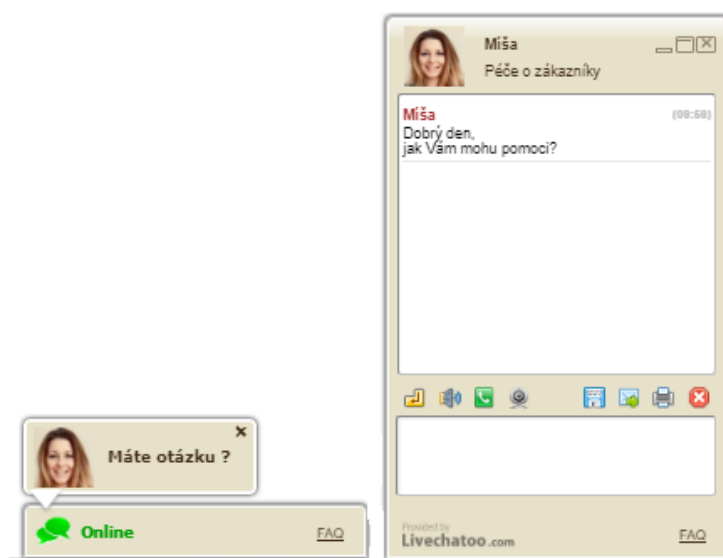 Míša
Péče o zákazníky
Míša (08:58)
Dobrý den,
jak Vám mohu pomoci?
Máte otázku ?
Online
FAQ
Provided by
Livechatoo.com
FAQ